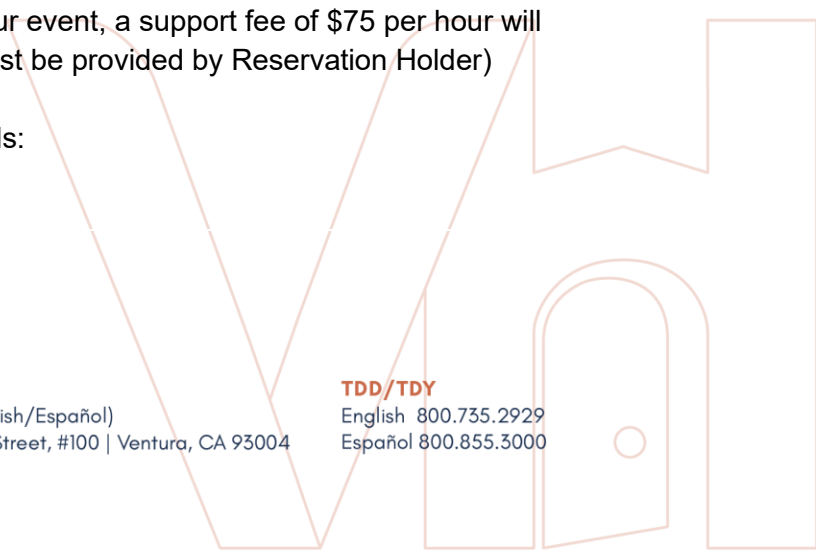 ur event, a support fee of $75 per hour will
st be provided by Reservation Holder)
ls:
TDD/TDY
ish/Español)
English 800.735.2929
Street, #100 | Ventura, CA 93004
Español 800.855.3000